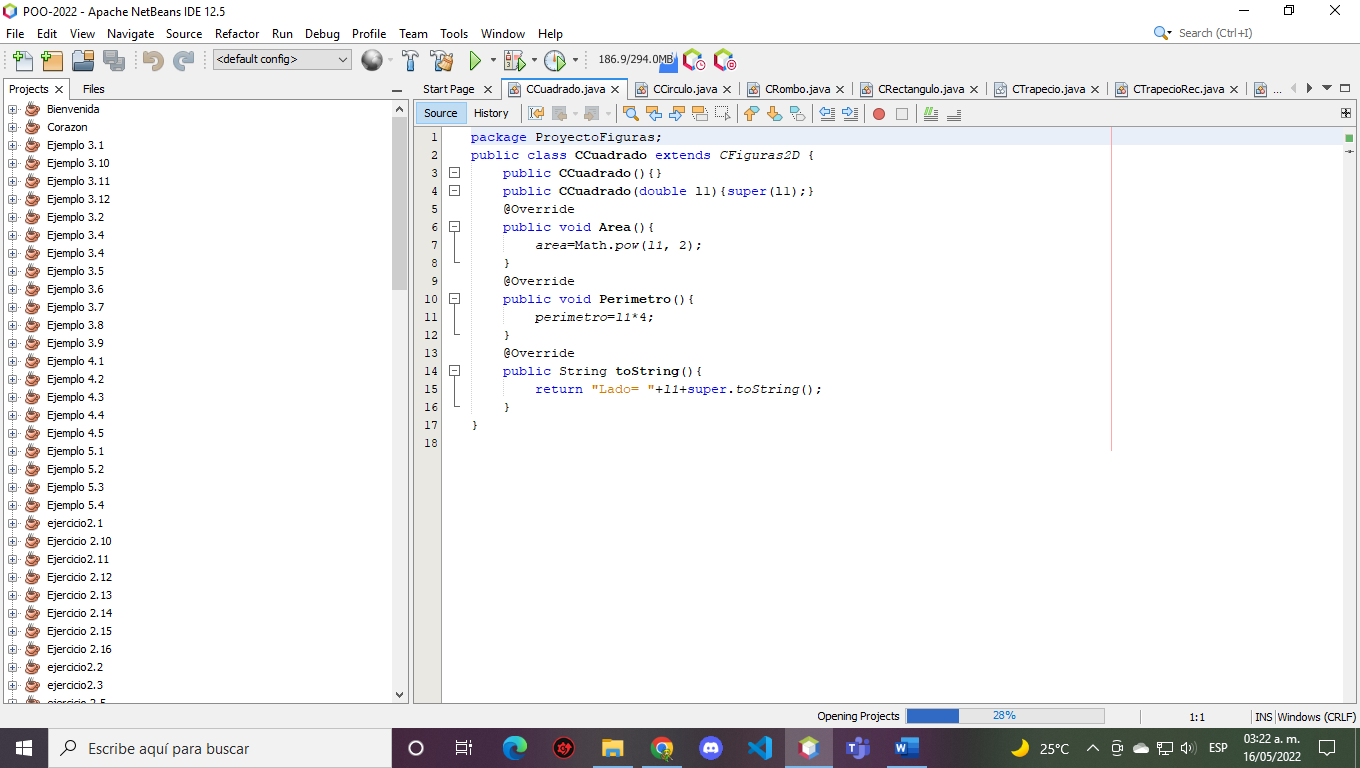 POO-2022 - Apache NetBeans IDE 12.5
File Edit View Navigate Source Refactor Run Debug Profile Team Tools Window Help
Search (Ctrl+I)
<default config>
186.9/294.0MB
Projects Files
Start Page CCuadrado.java CCirculo.java CRombo.java CRectangulo.java CTrapecio.java CTrapecioRec.java ...
Source History
Bienvenida
Corazon
Ejemplo 3.1
Ejemplo 3.10
Ejemplo 3.11
Ejemplo 3.12
Ejemplo 3.2
Ejemplo 3.4
Ejemplo 3.4
Ejemplo 3.5
Ejemplo 3.6
Ejemplo 3.7
Ejemplo 3.8
Ejemplo 3.9
Ejemplo 4.1
Ejemplo 4.2
Ejemplo 4.3
Ejemplo 4.4
Ejemplo 4.5
Ejemplo 5.1
Ejemplo 5.2
Ejemplo 5.3
Ejemplo 5.4
ejercicio2.1
Ejercicio 2.10
Ejercicio2.11
Ejercicio 2.12
Ejercicio 2.13
Ejercicio 2.14
Ejercicio 2.15
Ejercicio 2.16
ejercicio2.2
ejercicio2.3
ejercicio 2.5
1 package ProyectoFiguras;
2 public class CCuadrado extends CFiguras2D {
3 public CCuadrado(){}
4 public CCuadrado(double l1){super(l1);}
5 @Override
6 public void Area(){
7 area=Math.pow(l1, 2);
8 }
9 @Override
10 public void Perimetro(){
11 perimetro=l1*4;
12 }
13 @Override
14 public String toString(){
15 return "Lado= "+l1+super.toString();
16 }
17 }
18
Opening Projects 28% 1:1 INS Windows (CRLF)
Escribe aquí para buscar
25°C ESP
03:22 a. m.
16/05/2022